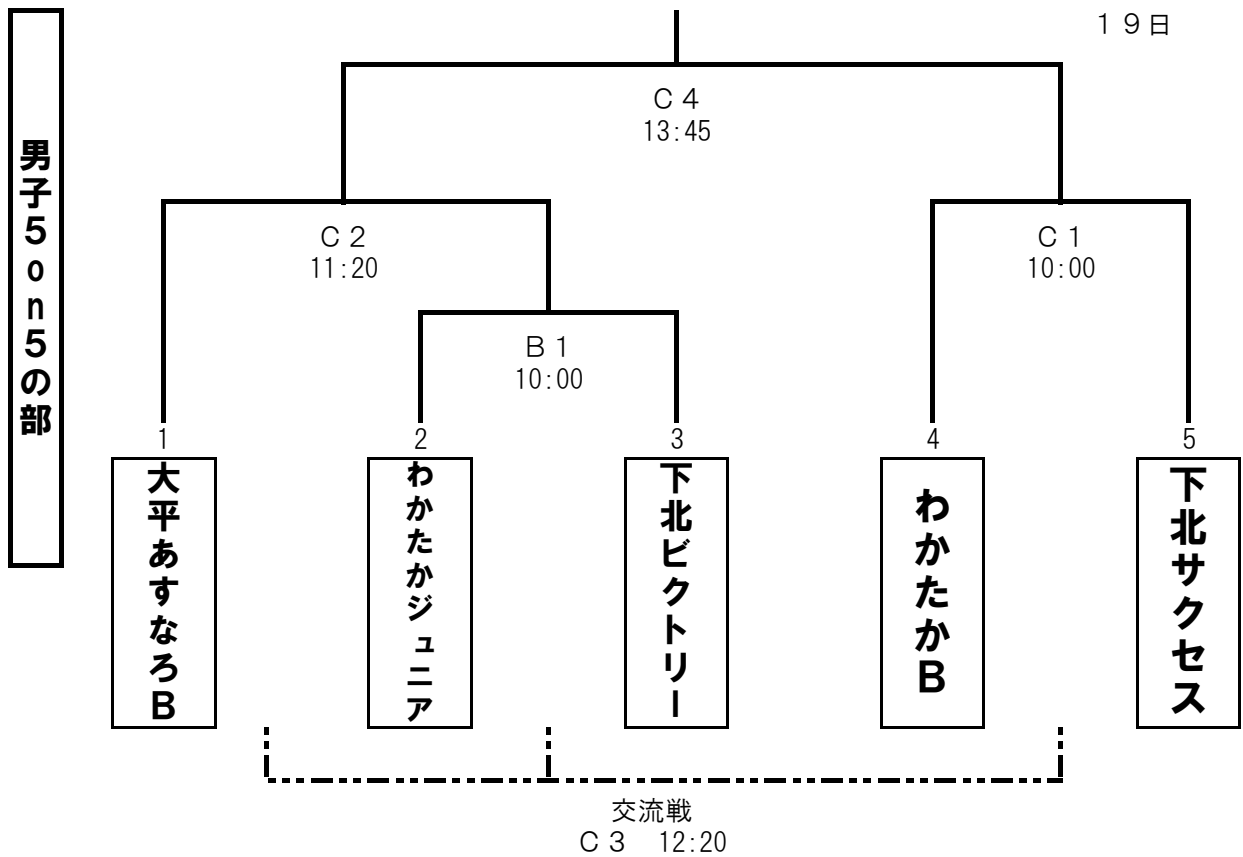 １９日
男子５on５の部
Ｃ４
13:45
Ｃ２
11:20
Ｃ１
10:00
Ｂ１
10:00
1
2
3
4
5
大平あすなろＢ
わかたかジュニア
下北ビクトリー
わかたかＢ
下北サクセス
交流戦
Ｃ３　12:20